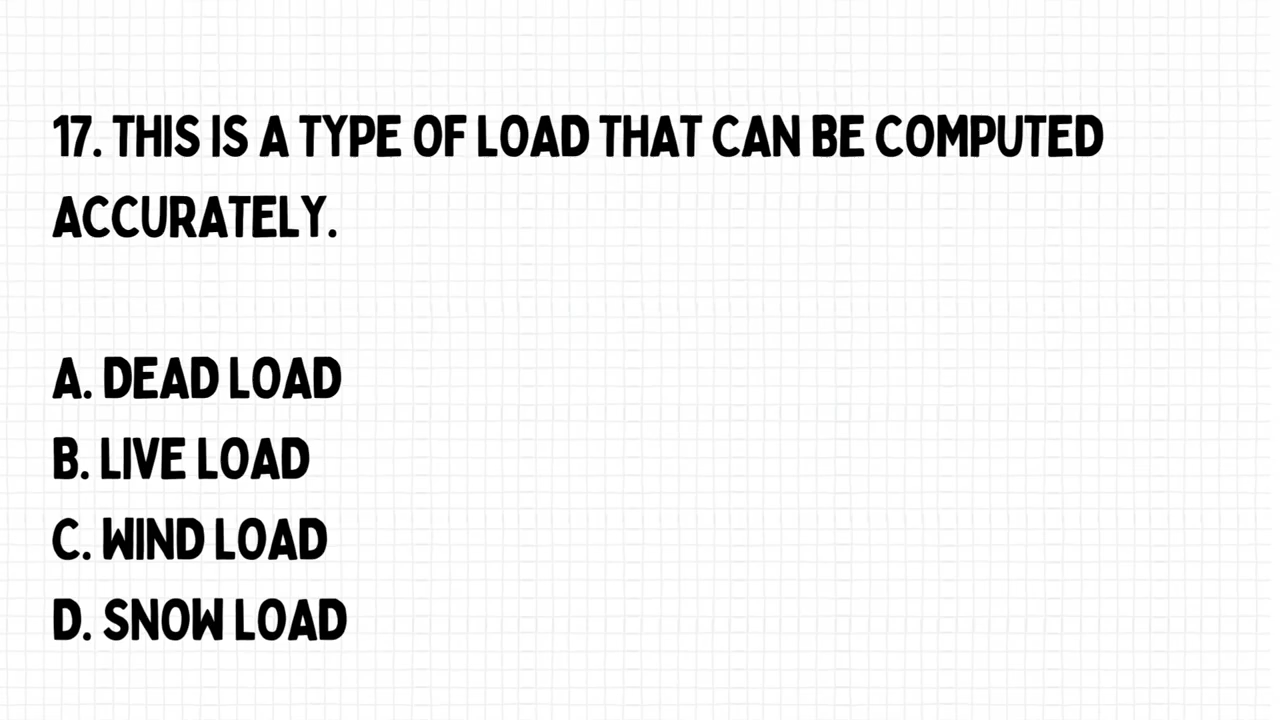 17. THIS IS A TYPE OF LOAD THAT CAN BE COMPUTED
ACCURATELY.
A. DEAD LOAD
B. LIVE LOAD
C. WIND LOAD
D. SNOW LOAD